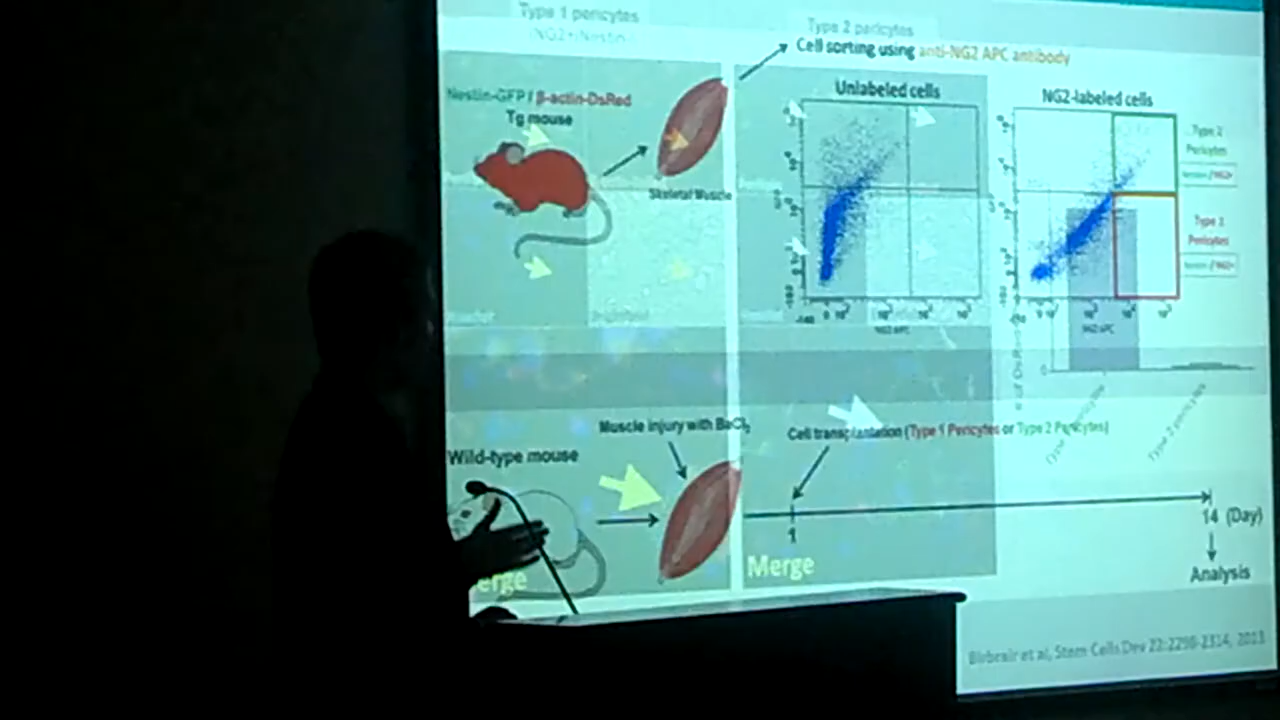 Type 1 pericytes
Type 2 pericytes
Cell sorting using anti-NG2 APC antibody
Nestin-GFP / β-actin-DsRed
Tg mouse
Unlabeled cells
NG2-labeled cells
Skeletal Muscle
Type 2
Pericytes
Pericytes
NG2 APC
NG2 APC
Muscle injury with BaCl2
Cell transplantation (Type 1 Pericytes or Type 2 Pericytes)
Wild-type mouse
Type 2 pericytes
1
14 (Day)
Merge
erge
Analysis
Birbrair et al, Stem Cells Dev 22:2298-2314, 2013